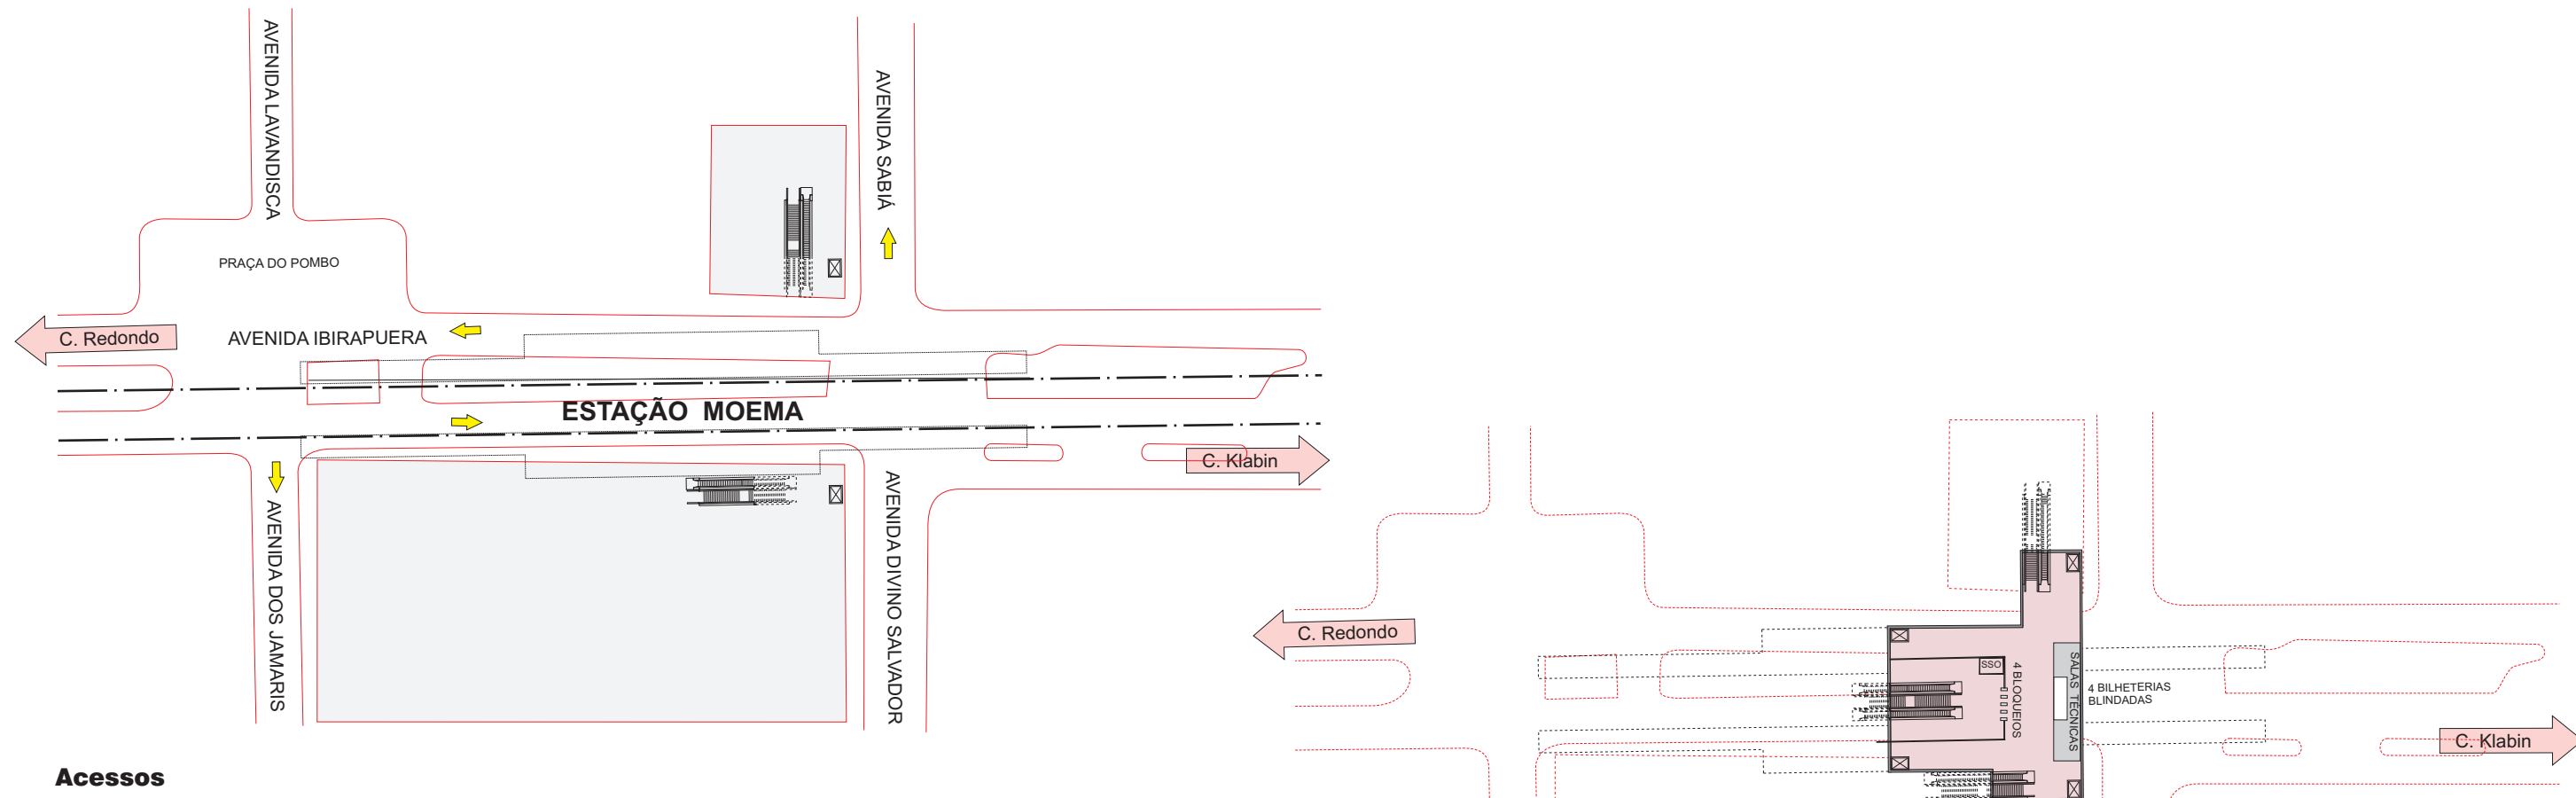 AVENIDA LAVANDISCA
AVENIDA SABIÁ
PRAÇA DO POMBO
C. Redondo
AVENIDA IBIRAPUERA
ESTAÇÃO MOEMA
C. Klabin
AVENIDA DOS JAMARIS
AVENIDA DIVINO SALVADOR
Acessos
C. Redondo
SSO
4 BLOQUEIOS
SALAS TÉCNICAS
4 BILHETERIAS
BLINDADAS
C. Klabin